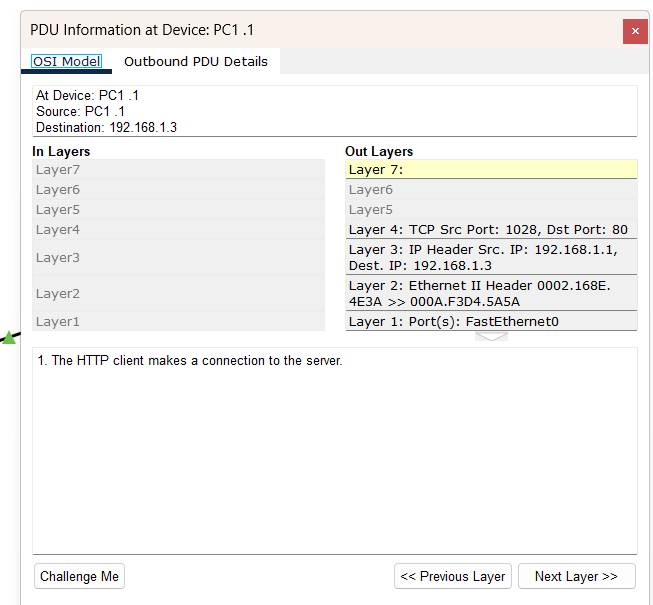 PDU Information at Device: PC1 .1
×
OSI Model
Outbound PDU Details
At Device: PC1 .1
Source: PC1 .1
Destination: 192.168.1.3
In Layers
Layer7
Layer6
Layer5
Layer4
Layer3
Layer2
Layer1
Out Layers
Layer 7:
Layer6
Layer5
Layer 4: TCP Src Port: 1028, Dst Port: 80
Layer 3: IP Header Src. IP: 192.168.1.1,
Dest. IP: 192.168.1.3
Layer 2: Ethernet II Header 0002.168E.
4E3A >> 000A.F3D4.5A5A
Layer 1: Port(s): FastEthernet0
1. The HTTP client makes a connection to the server.
Challenge Me
<< Previous Layer
Next Layer >>